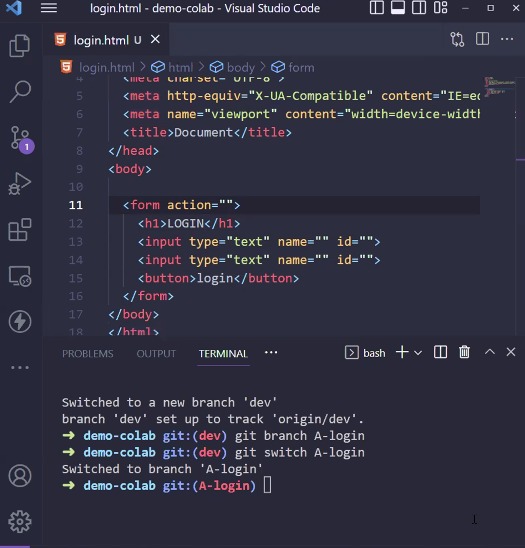 login.html - demo-colab - Visual Studio Code
login.html U
login.html > html > body > form
4 <meta charset="UTF-8">
5 <meta http-equiv="X-UA-Compatible" content="IE=ed
6 <meta name="viewport" content="width=device-width
7 <title>Document</title>
8 </head>
9 <body>
10
11 <form action="">
12 <h1>LOGIN</h1>
13 <input type="text" name="" id="">
14 <input type="text" name="" id="">
15 <button>login</button>
16 </form>
17 </body>
18 </html>
1
PROBLEMS OUTPUT TERMINAL ... bash
Switched to a new branch 'dev'
branch 'dev' set up to track 'origin/dev'.
➜ demo-colab git:(dev) git branch A-login
➜ demo-colab git:(dev) git switch A-login
Switched to branch 'A-login'
➜ demo-colab git:(A-login)